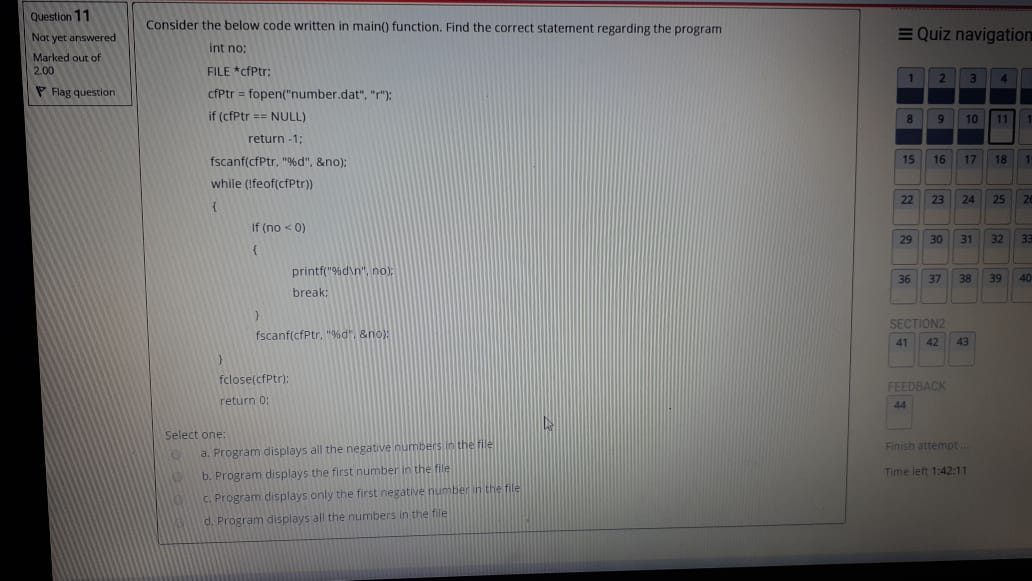 Question 11
Not yet answered
Marked out of
2.00
Flag question
Consider the below code written in main() function. Find the correct statement regarding the program
int no;
FILE *cfPtr;
cfPtr = fopen("number.dat", "r");
if (cfPtr == NULL)
return -1;
fscanf(cfPtr, "%d", &no);
while (!feof(cfPtr))
{
if (no < 0)
{
printf("%d\n", no);
break;
}
fscanf(cfPtr, "%d", &no);
}
fclose(cfPtr);
return 0;
Select one:
a. Program displays all the negative numbers in the file
b. Program displays the first number in the file
c. Program displays only the first negative number in the file
d. Program displays all the numbers in the file
Quiz navigation
1 2 3 4
8 9 10 11
15 16 17 18
22 23 24 25
29 30 31 32 33
36 37 38 39 40
SECTION2
41 42 43
FEEDBACK
44
Finish attempt ...
Time left 1:42:11